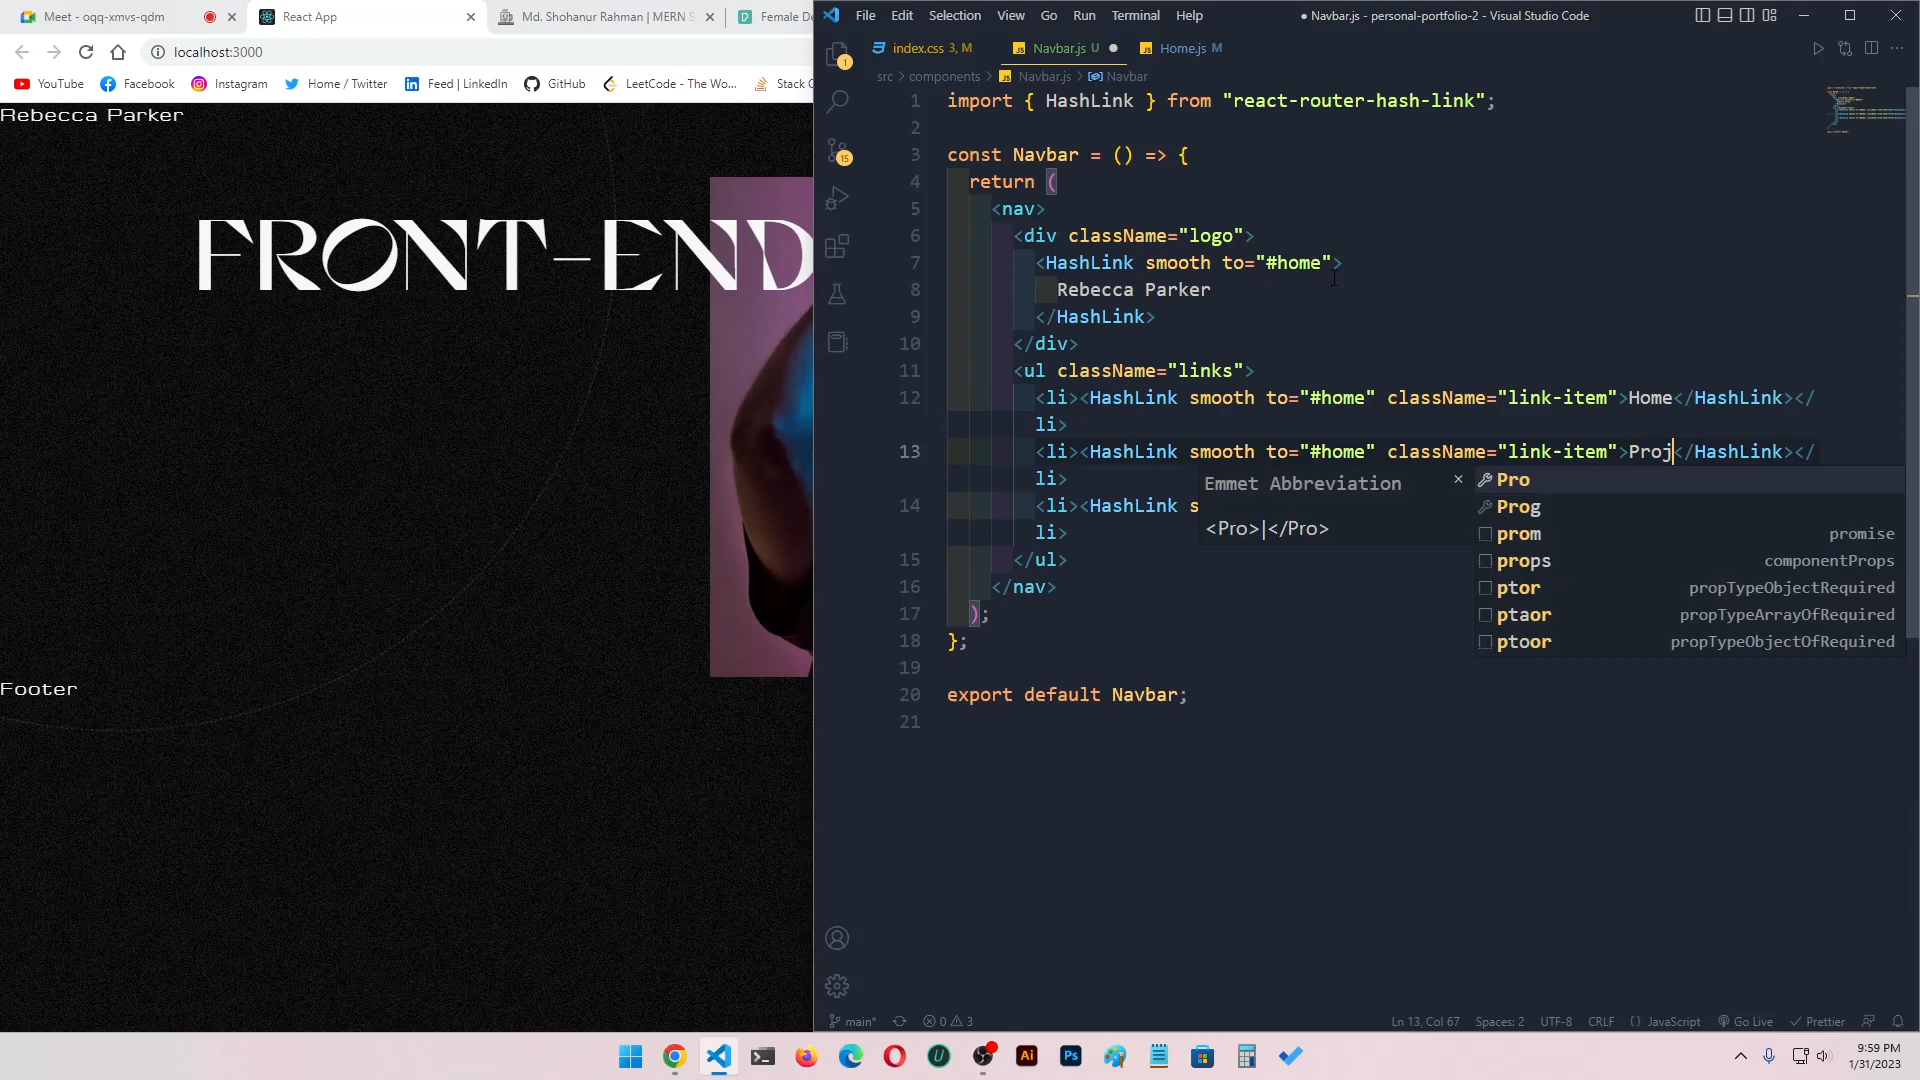 Meet - oqq-xmvs-qdm
React App
Md. Shohanur Rahman | MERN S
Female De
localhost:3000
YouTube
Facebook
Instagram
Home / Twitter
Feed | LinkedIn
GitHub
LeetCode - The Wo...
Stack C
Rebecca Parker
FRONT-END
Footer
File Edit Selection View Go Run Terminal Help
● Navbar.js - personal-portfolio-2 - Visual Studio Code
index.css 3, M
Navbar.js U
Home.js M
src > components > Navbar.js > Navbar
1 import { HashLink } from "react-router-hash-link";
2
3 const Navbar = () => {
4 return (
5 <nav>
6 <div className="logo">
7 <HashLink smooth to="#home">
8 Rebecca Parker
9 </HashLink>
10 </div>
11 <ul className="links">
12 <li><HashLink smooth to="#home" className="link-item">Home</HashLink></
li>
13 <li><HashLink smooth to="#home" className="link-item">Proj</HashLink></
li>
14 <li><HashLink s
li>
15 </ul>
16 </nav>
17 );
18 };
19
20 export default Navbar;
21
Emmet Abbreviation
<Pro>|</Pro>
Pro
Prog
prom promise
props componentProps
ptor propTypeObjectRequired
ptaor propTypeArrayOfRequired
ptoor propTypeObjectOfRequired
1
15
main* 0 3
Ln 13, Col 67 Spaces: 2 UTF-8 CRLF {} JavaScript Go Live Prettier
Ai
Ps
9:59 PM
1/31/2023